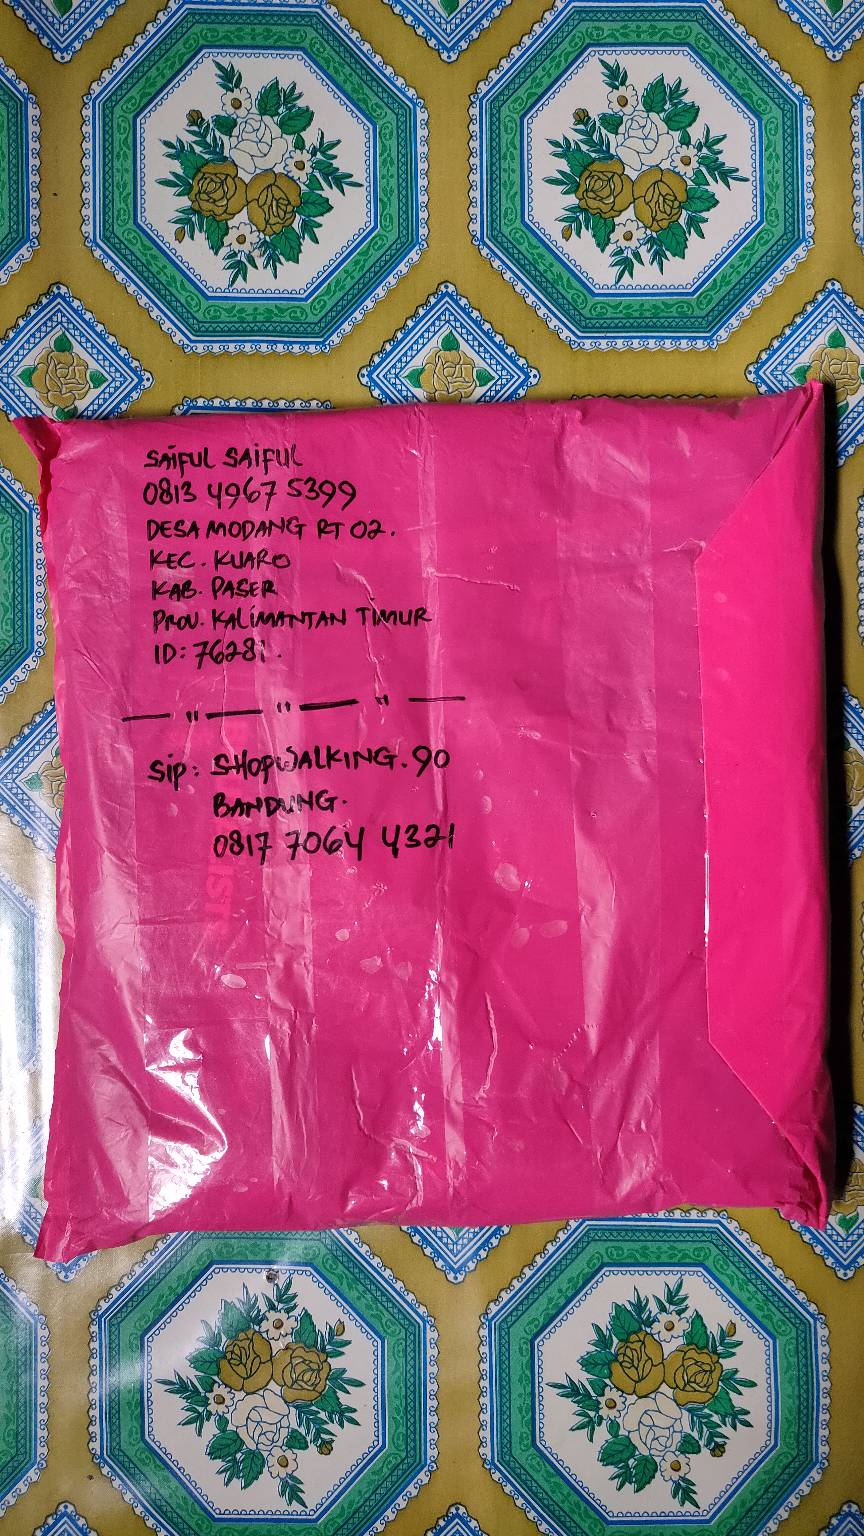 SAIFUL SAIFUL
0813 4967 5399
DESA MODANG RT 02.
KEC. KUARO
KAB. PASER
PROV. KALIMANTAN TIMUR
ID: 76281.
— " — " — " —
Sip: SHOPWALKING.90
BANDUNG.
0817 7064 4321